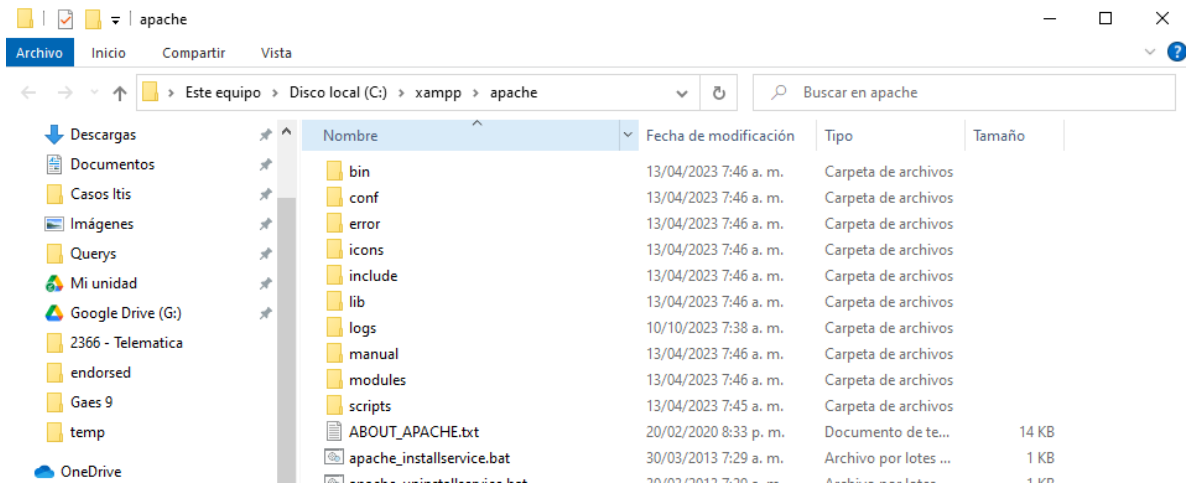 apache
Archivo Inicio Compartir Vista
Este equipo > Disco local (C:) > xampp > apache Buscar en apache
Nombre Fecha de modificación Tipo Tamaño
Descargas
Documentos
Casos Itis
Imágenes
Querys
Mi unidad
Google Drive (G:)
2366 - Telematica
endorsed
Gaes 9
temp
OneDrive
bin 13/04/2023 7:46 a. m. Carpeta de archivos
conf 13/04/2023 7:46 a. m. Carpeta de archivos
error 13/04/2023 7:46 a. m. Carpeta de archivos
icons 13/04/2023 7:46 a. m. Carpeta de archivos
include 13/04/2023 7:46 a. m. Carpeta de archivos
lib 13/04/2023 7:46 a. m. Carpeta de archivos
logs 10/10/2023 7:38 a. m. Carpeta de archivos
manual 13/04/2023 7:46 a. m. Carpeta de archivos
modules 13/04/2023 7:46 a. m. Carpeta de archivos
scripts 13/04/2023 7:45 a. m. Carpeta de archivos
ABOUT_APACHE.txt 20/02/2020 8:33 p. m. Documento de te... 14 KB
apache_installservice.bat 30/03/2013 7:29 a. m. Archivo por lotes ... 1 KB